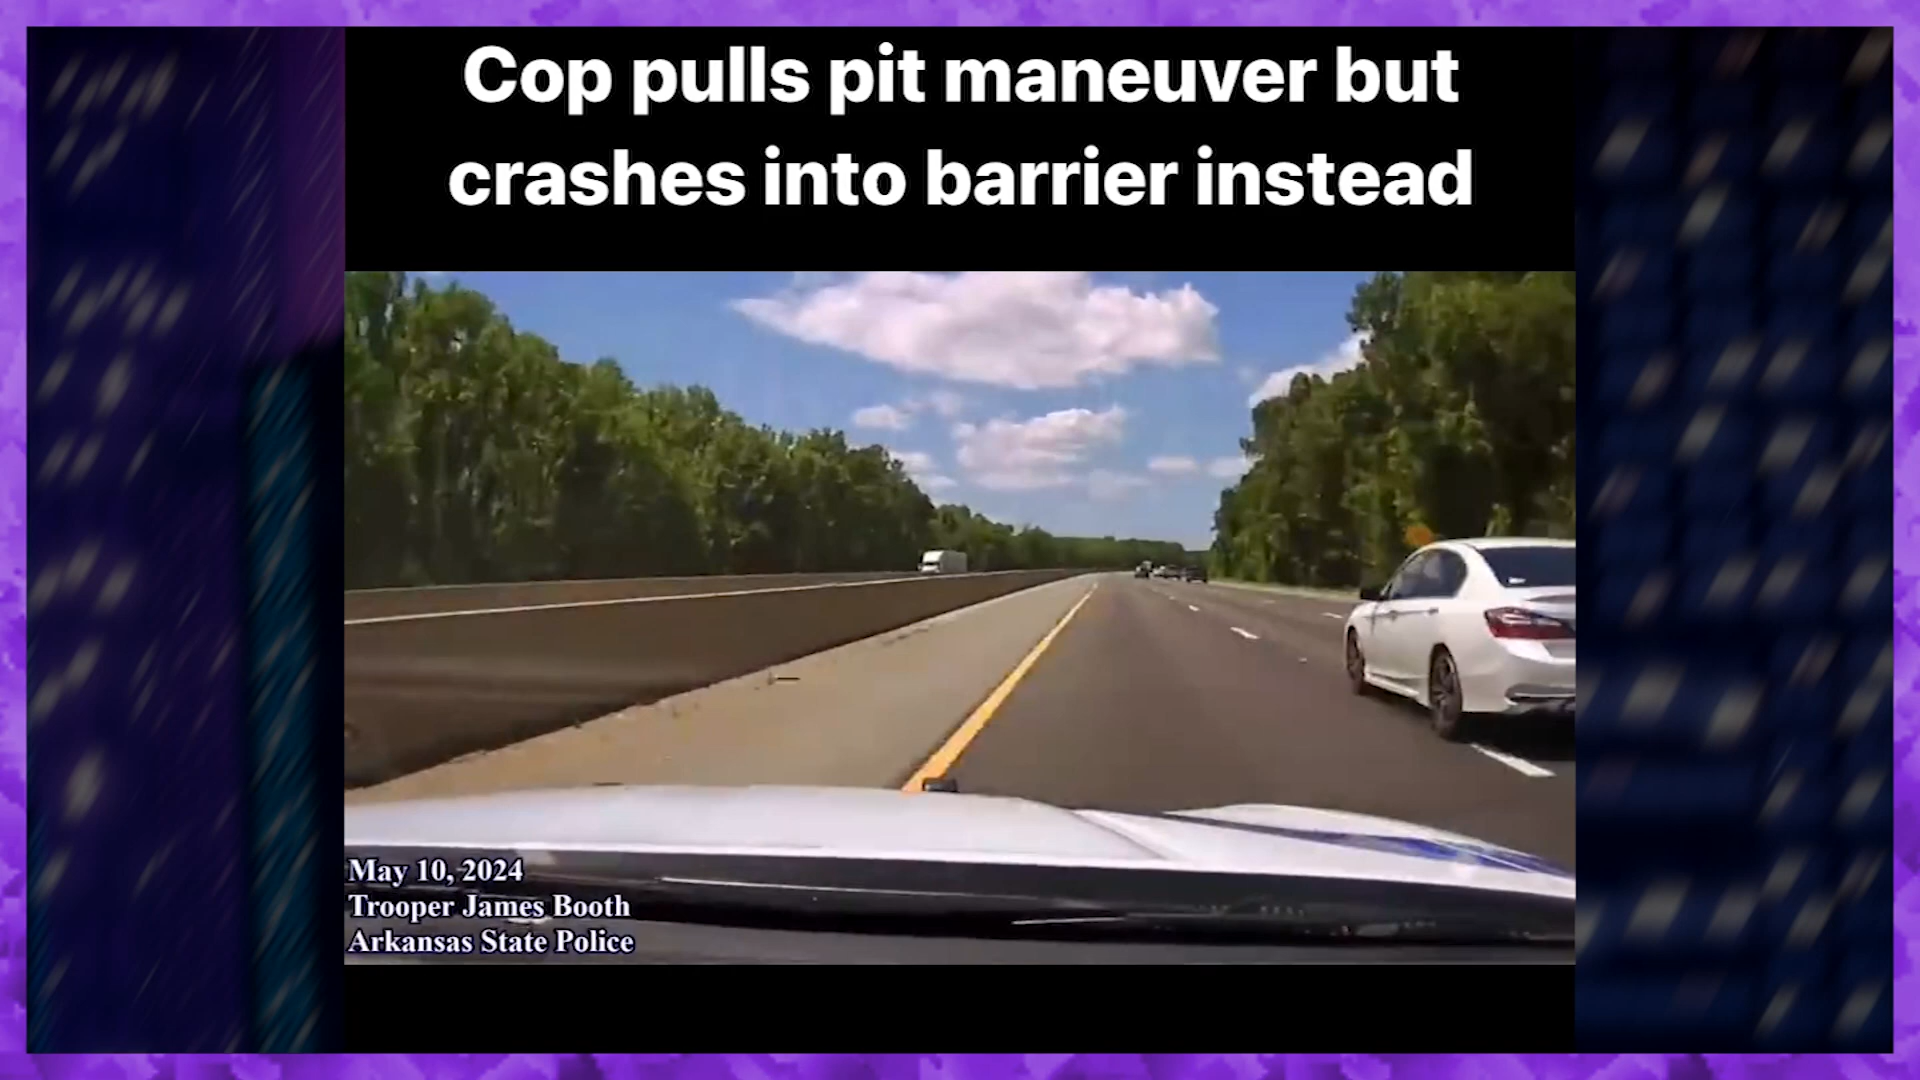 Cop pulls pit maneuver but
crashes into barrier instead
May 10, 2024
Trooper James Booth
Arkansas State Police